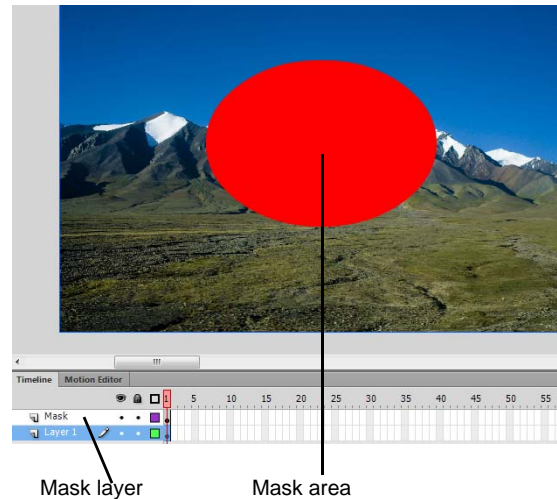 Timeline Motion Editor
1 5 10 15 20 25 30 35 40 45 50 55
Mask
Layer 1
Mask layer Mask area